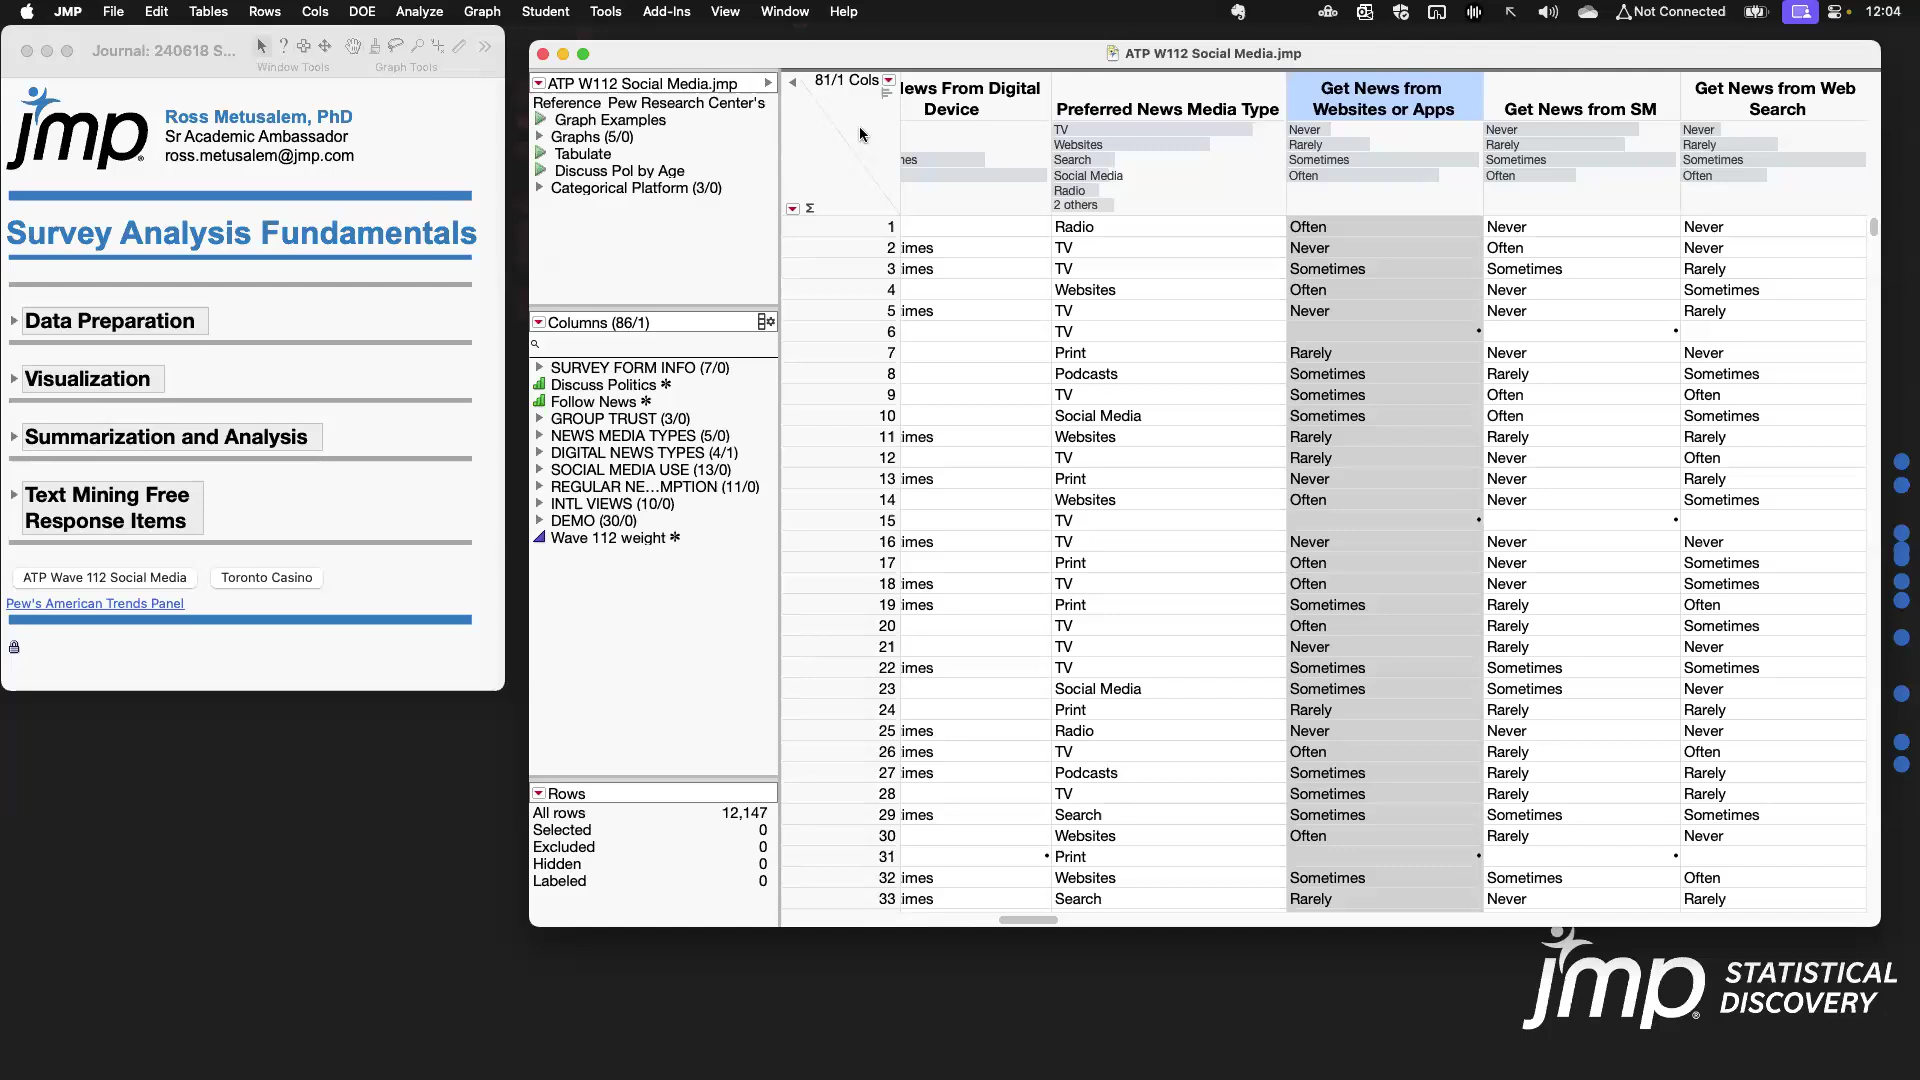 JMP File Edit Tables Rows Cols DOE Analyze Graph Student Tools Add-Ins View Window Help Not Connected 12:04
Journal: 240618 S...
Window Tools Graph Tools
jmp
Ross Metusalem, PhD
Sr Academic Ambassador
ross.metusalem@jmp.com
Survey Analysis Fundamentals
Data Preparation
Visualization
Summarization and Analysis
Text Mining Free
Response Items
ATP Wave 112 Social Media Toronto Casino
Pew's American Trends Panel
ATP W112 Social Media.jmp
ATP W112 Social Media.jmp
Reference Pew Research Center's
Graph Examples
Graphs (5/0)
Tabulate
Discuss Pol by Age
Categorical Platform (3/0)
Columns (86/1)
SURVEY FORM INFO (7/0)
Discuss Politics ✻
Follow News ✻
GROUP TRUST (3/0)
NEWS MEDIA TYPES (5/0)
DIGITAL NEWS TYPES (4/1)
SOCIAL MEDIA USE (13/0)
REGULAR NE...MPTION (11/0)
INTL VIEWS (10/0)
DEMO (30/0)
Wave 112 weight ✻
Rows
All rows 12,147
Selected 0
Excluded 0
Hidden 0
Labeled 0
81/1 Cols
Σ
News From Digital
Device
Preferred News Media Type
Get News from
Websites or Apps
Get News from SM
Get News from Web
Search
TV Never Never Never
Websites Rarely Rarely Rarely
nes Search Sometimes Sometimes Sometimes
Social Media Often Often Often
Radio
2 others
1 Radio Often Never Never
2 imes TV Never Often Never
3 imes TV Sometimes Sometimes Rarely
4 Websites Often Never Sometimes
5 imes TV Never Never Rarely
6 TV • •
7 Print Rarely Never Never
8 Podcasts Sometimes Rarely Sometimes
9 TV Sometimes Often Often
10 Social Media Sometimes Often Sometimes
11 imes Websites Rarely Rarely Rarely
12 TV Rarely Never Often
13 imes Print Never Never Rarely
14 Websites Often Never Sometimes
15 TV • •
16 imes TV Never Never Never
17 Print Often Never Sometimes
18 imes TV Often Never Sometimes
19 imes Print Sometimes Rarely Often
20 TV Often Rarely Sometimes
21 TV Never Rarely Never
22 imes TV Sometimes Sometimes Sometimes
23 Social Media Sometimes Sometimes Never
24 Print Rarely Rarely Rarely
25 imes Radio Never Never Never
26 imes TV Often Rarely Often
27 imes Podcasts Sometimes Rarely Rarely
28 TV Sometimes Rarely Rarely
29 imes Search Sometimes Sometimes Sometimes
30 Websites Often Rarely Never
31 • Print • •
32 imes Websites Sometimes Sometimes Often
33 imes Search Rarely Never Rarely
jmp
STATISTICAL
DISCOVERY